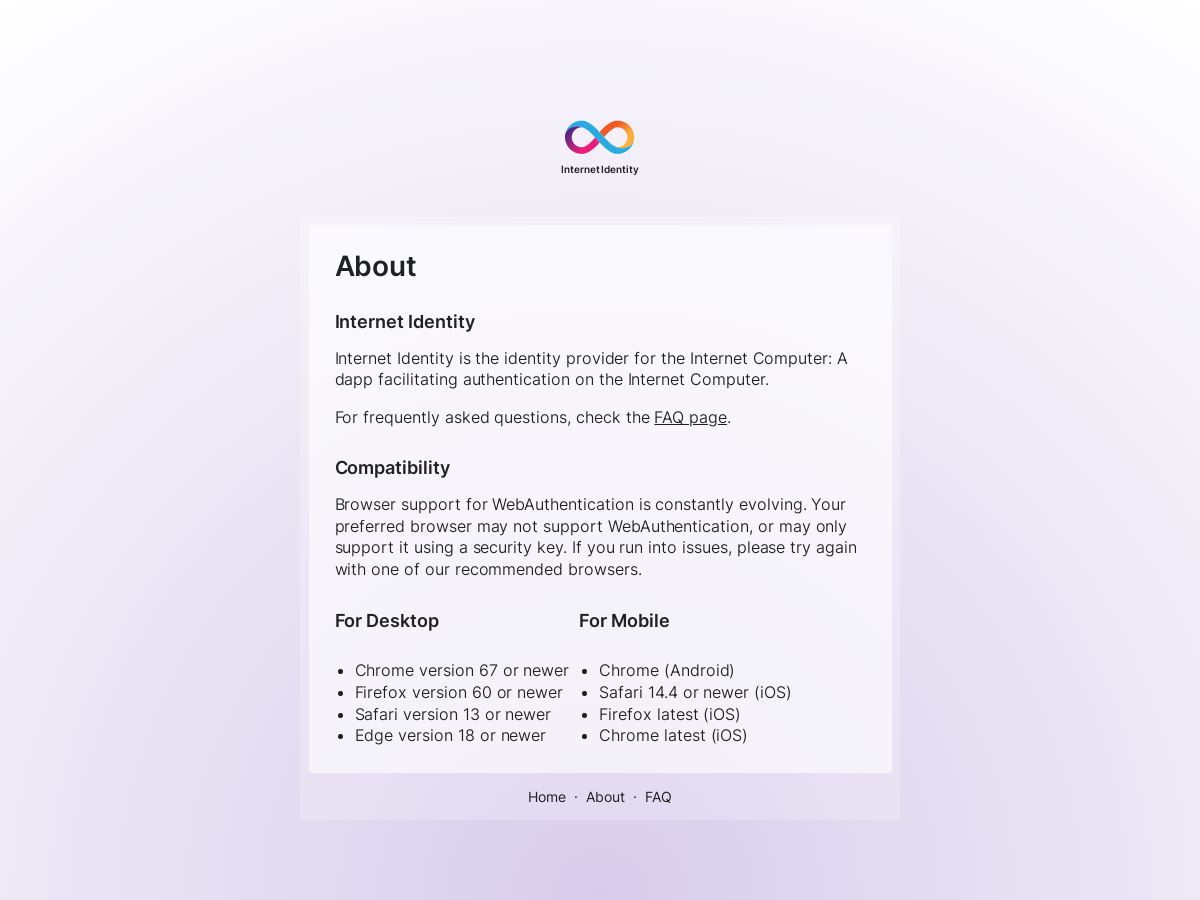 Internet Identity
About
Internet Identity
Internet Identity is the identity provider for the Internet Computer: A
dapp facilitating authentication on the Internet Computer.
For frequently asked questions, check the FAQ page.
Compatibility
Browser support for WebAuthentication is constantly evolving. Your
preferred browser may not support WebAuthentication, or may only
support it using a security key. If you run into issues, please try again
with one of our recommended browsers.
For Desktop
• Chrome version 67 or newer
• Firefox version 60 or newer
• Safari version 13 or newer
• Edge version 18 or newer
For Mobile
• Chrome (Android)
• Safari 14.4 or newer (iOS)
• Firefox latest (iOS)
• Chrome latest (iOS)
Home · About · FAQ